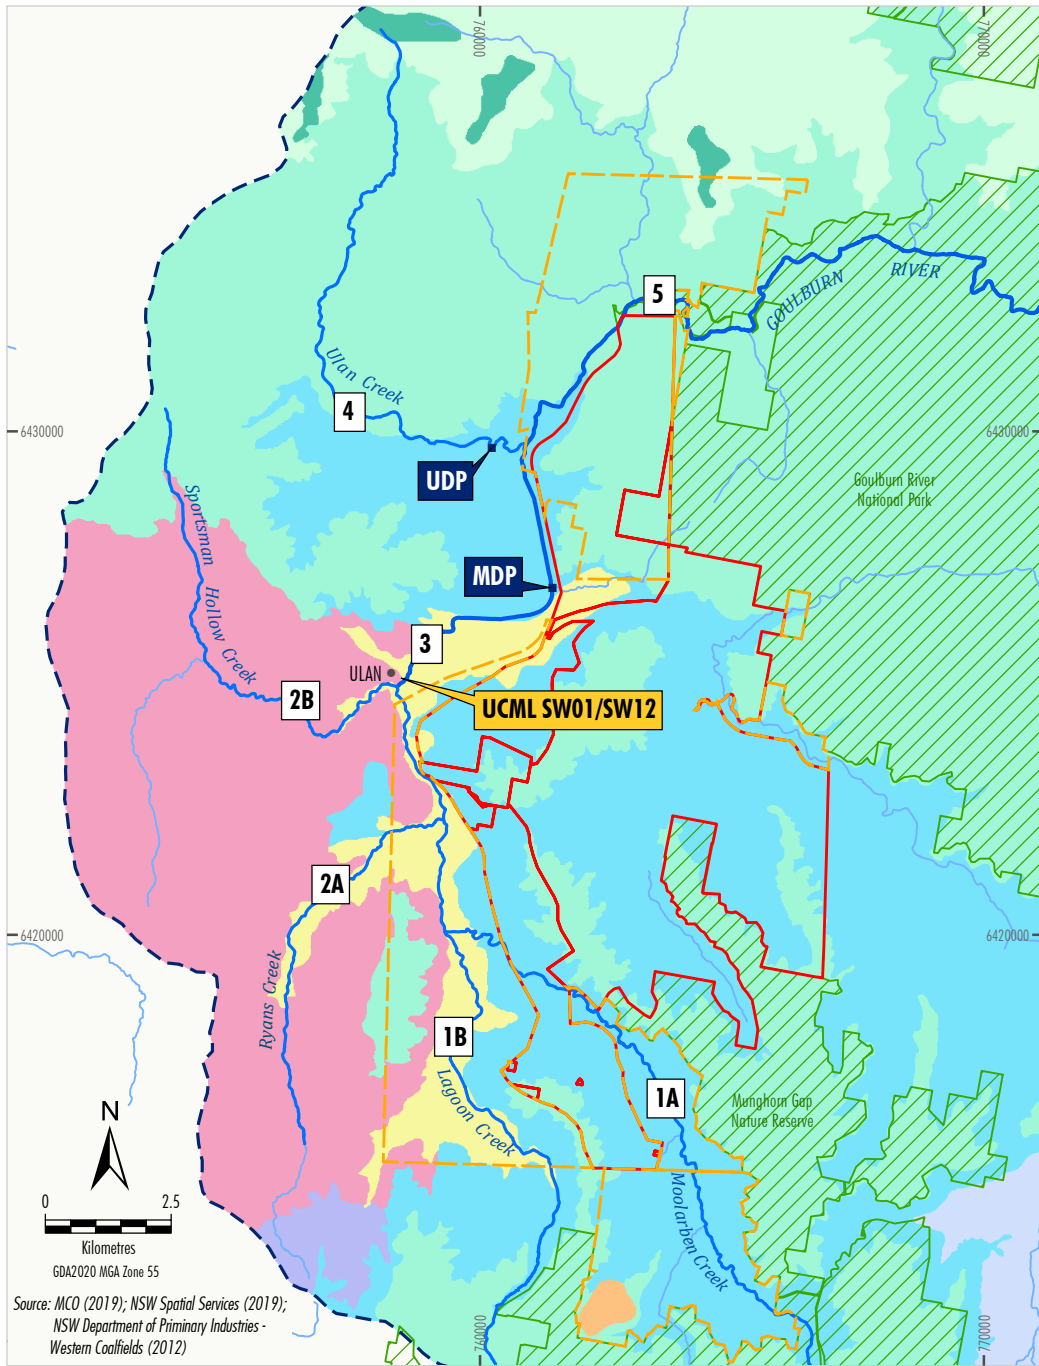 760000
770000
GOULBURN RIVER
5
Ulan Creek
4
6430000
6430000
UDP
Goulburn River
National Park
Sportsman Hollow Creek
MDP
3
ULAN
2B
UCML SW01/SW12
2A
6420000
6420000
Ryans Creek
1B
Lagoon Creek
1A
Munghorn Gap
Nature Reserve
Moolarben Creek
N
0 2.5
Kilometres
GDA2020 MGA Zone 55
Source: MCO (2019); NSW Spatial Services (2019);
NSW Department of Priminary Industries -
Western Coalfields (2012)
760000
770000